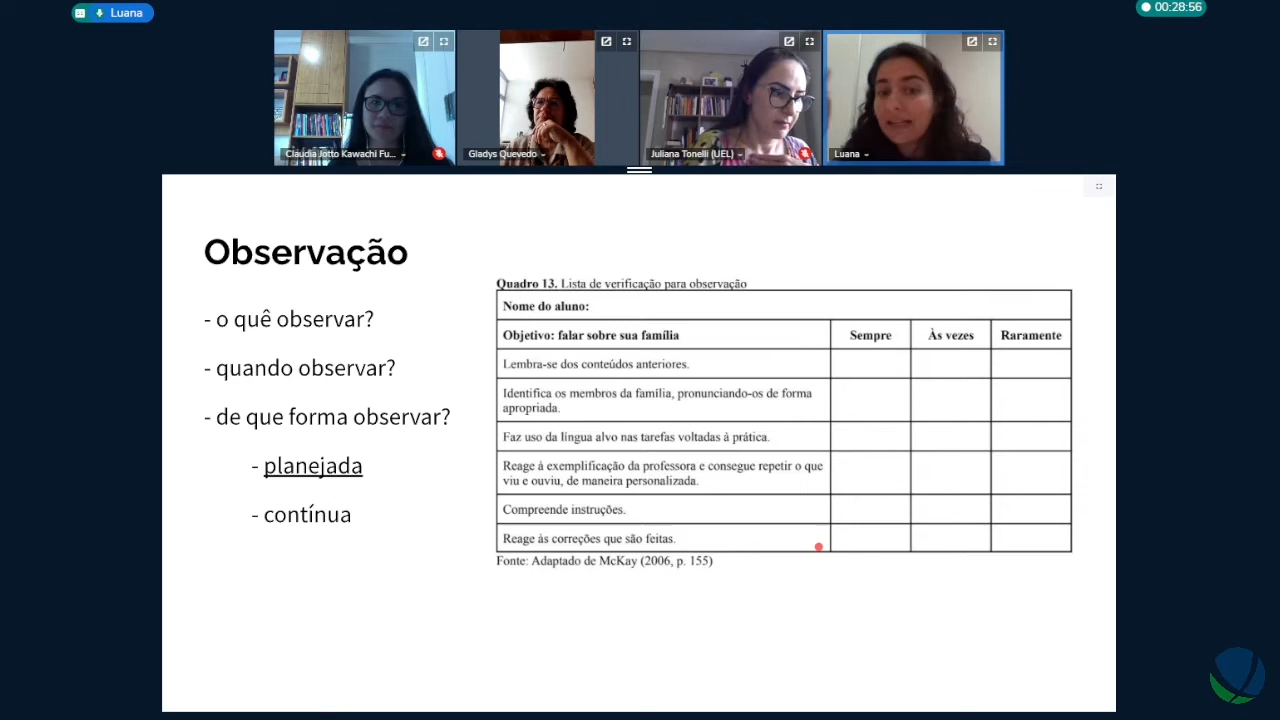 Luana
00:28:56
Cláudia Jotto Kawachi Fu...
Gladys Quevedo
Juliana Tonelli (UEL)
Luana
Observação
- o quê observar?
- quando observar?
- de que forma observar?
- planejada
- contínua
Quadro 13. Lista de verificação para observação
Nome do aluno:
Objetivo: falar sobre sua família Sempre Às vezes Raramente
Lembra-se dos conteúdos anteriores.
Identifica os membros da família, pronunciando-os de forma
apropriada.
Faz uso da língua alvo nas tarefas voltadas à prática.
Reage à exemplificação da professora e consegue repetir o que
viu e ouviu, de maneira personalizada.
Compreende instruções.
Reage às correções que são feitas.
Fonte: Adaptado de McKay (2006, p. 155)